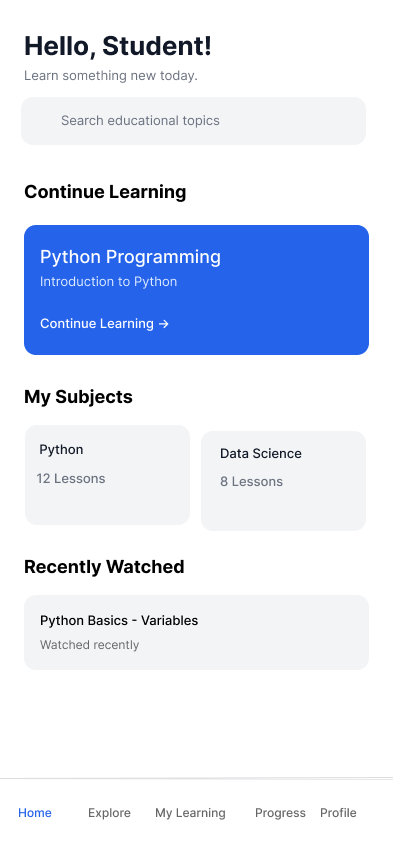 Hello, Student!
Learn something new today.
Search educational topics
Continue Learning
Python Programming
Introduction to Python
Continue Learning →
My Subjects
Python
12 Lessons
Data Science
8 Lessons
Recently Watched
Python Basics - Variables
Watched recently
Home Explore My Learning Progress Profile